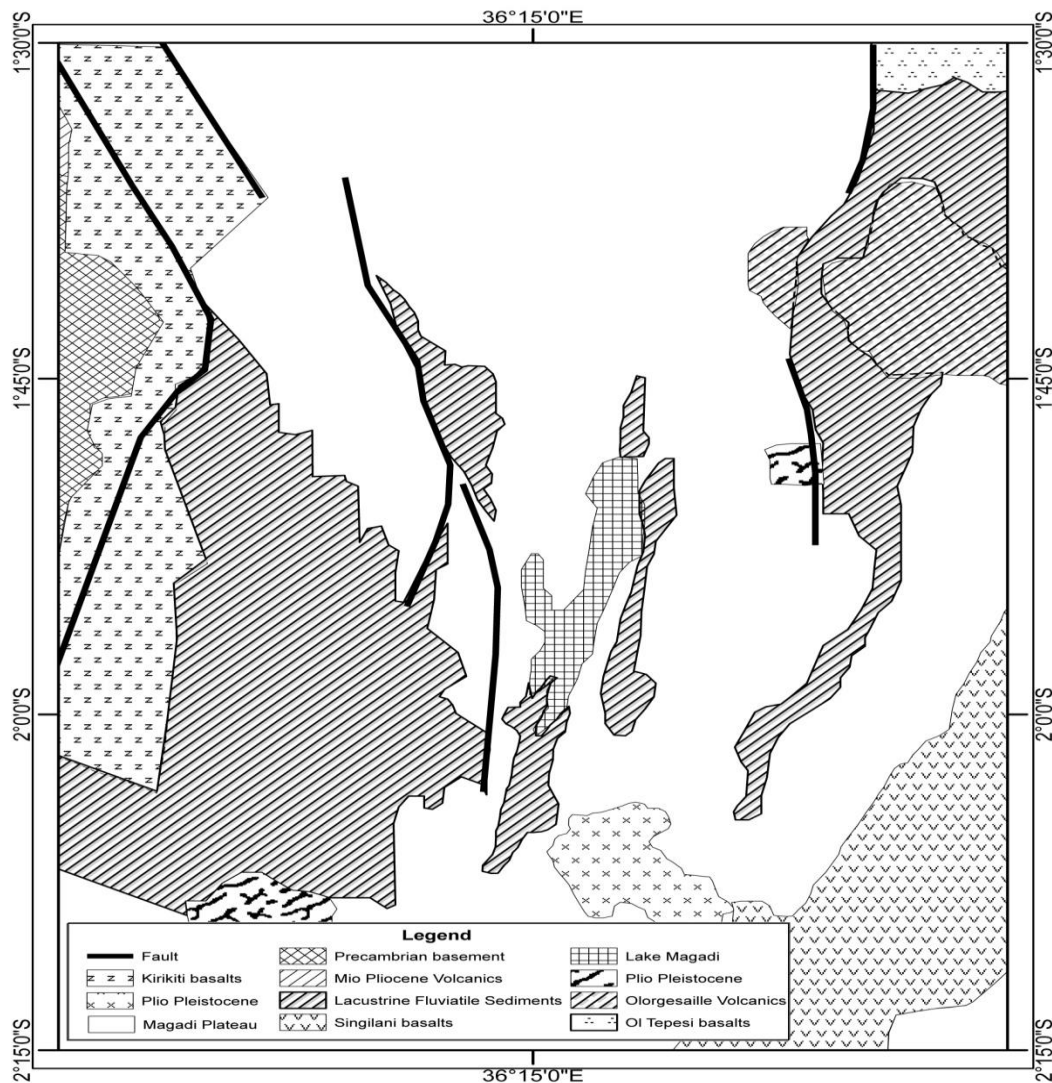 36°15'0"E
1°30'0"S
1°30'0"S
1°45'0"S
1°45'0"S
2°0'0"S
2°0'0"S
Legend
Fault
Precambrian basement
Lake Magadi
Kirikiti basalts
Mio Pliocene Volcanics
Plio Pleistocene
Plio Pleistocene
Lacustrine Fluviatile Sediments
Olorgesaille Volcanics
Magadi Plateau
Singilani basalts
Ol Tepesi basalts
2°15'0"S
2°15'0"S
36°15'0"E